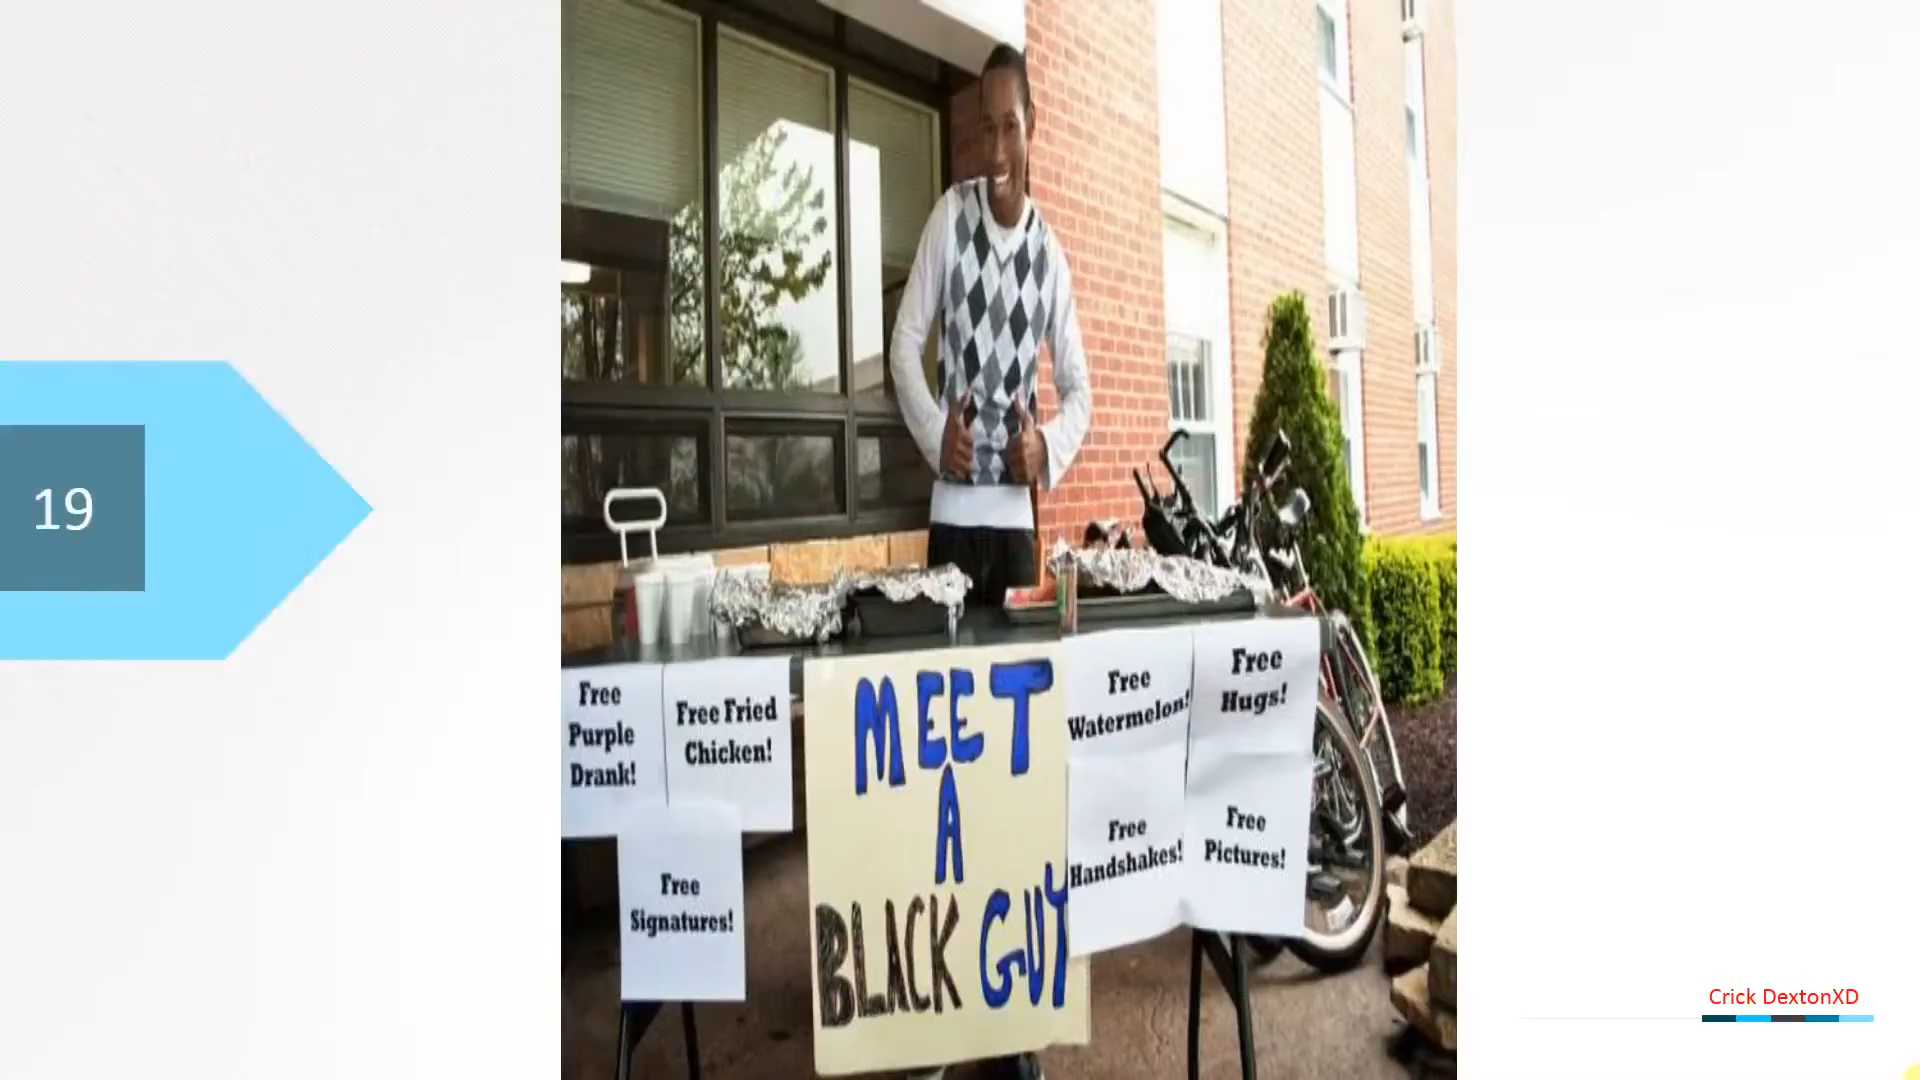 19
Free
Purple
Drank!
Free Fried
Chicken!
Free
Signatures!
MEET
A
BLACK GUY
Free
Watermelon!
Free
Hugs!
Free
Handshakes!
Free
Pictures!
Crick DextonXD